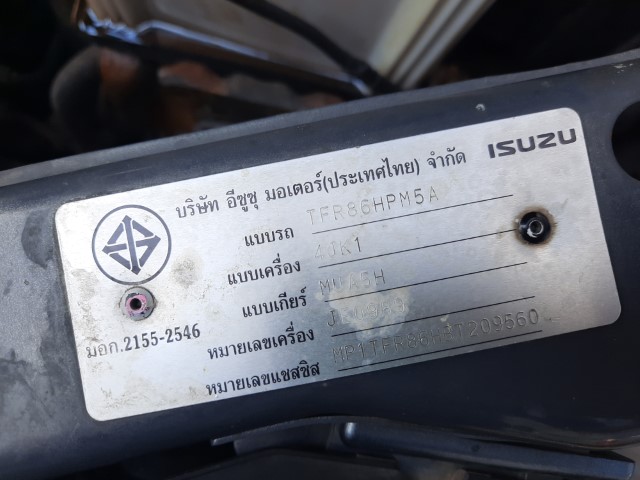 บริษัท อีซูซุ มอเตอร์(ประเทศไทย) จำกัด ISUZU
แบบรถ TFR86HPM5A
แบบเครื่อง 4JK1
แบบเกียร์
หมายเลขเครื่อง
หมายเลขแชสซิส
มอก.2155-2546